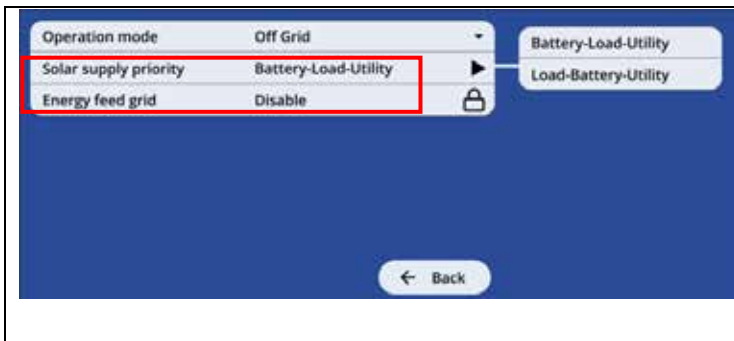 Operation mode Off Grid
Solar supply priority Battery-Load-Utility
Energy feed grid Disable
Battery-Load-Utility
Load-Battery-Utility
Back